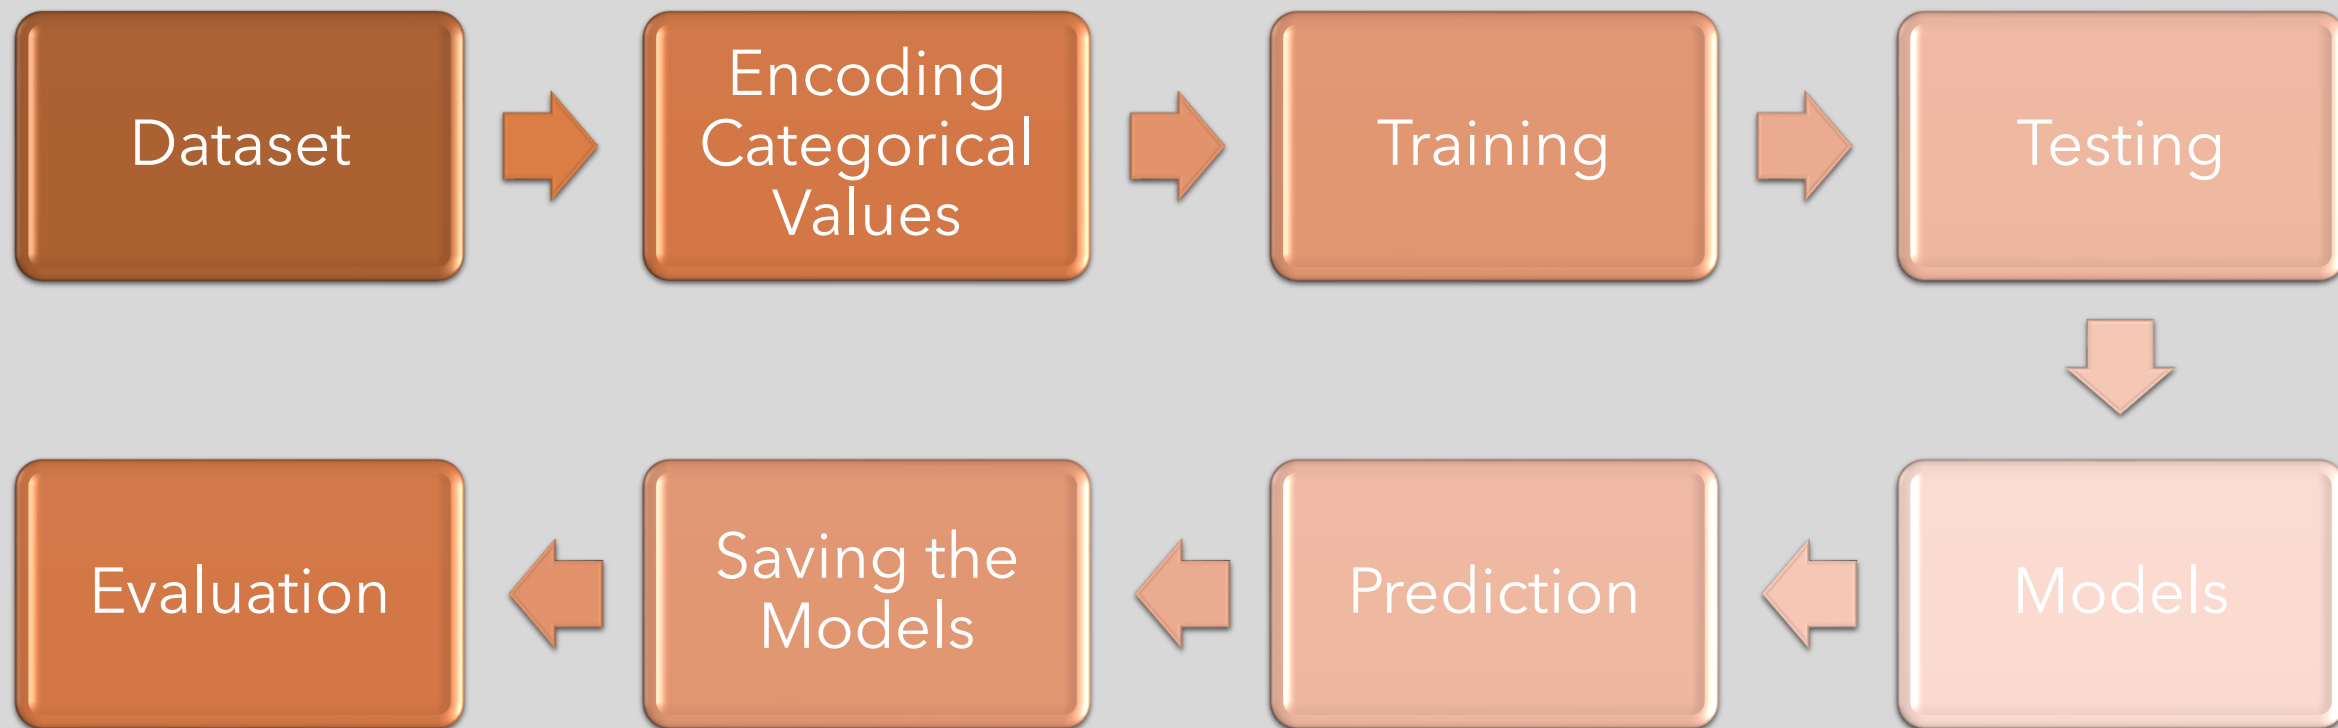 Dataset
Encoding
Categorical
Values
Training
Testing
Models
Prediction
Saving the
Models
Evaluation